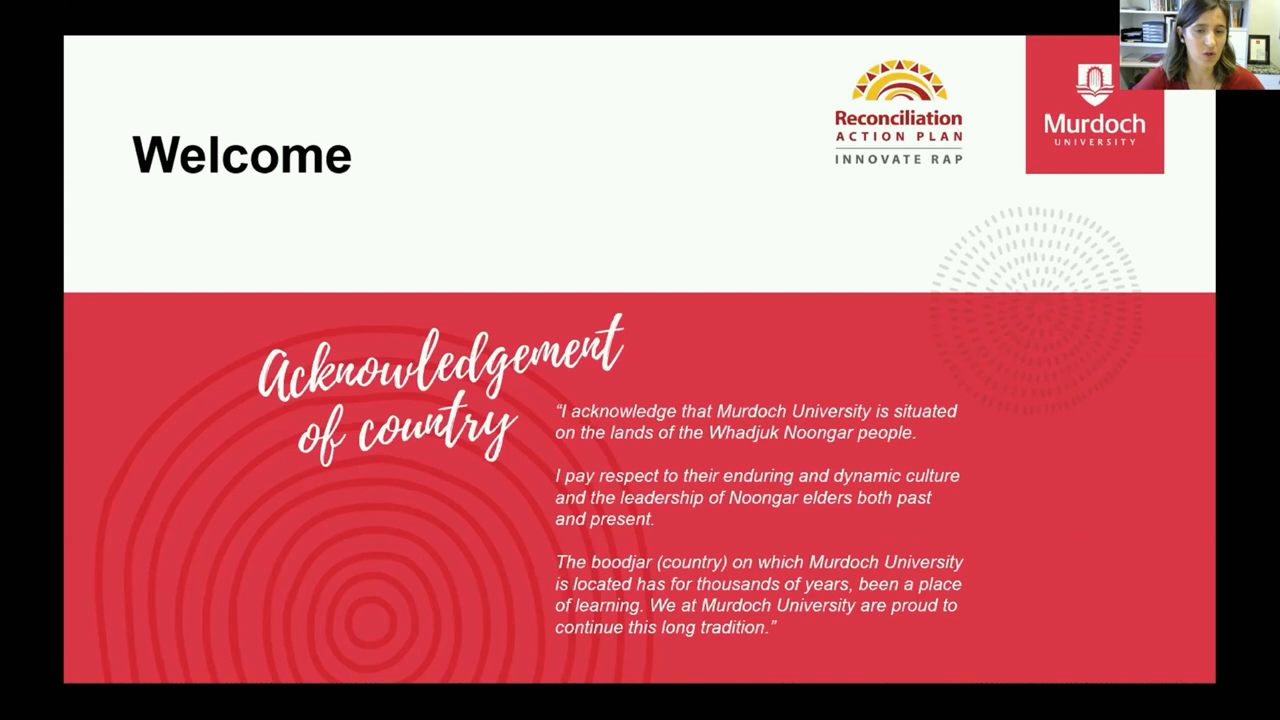 Welcome
Reconciliation
ACTION PLAN
INNOVATE RAP
Murdoch
UNIVERSITY
Acknowledgement
of country
“I acknowledge that Murdoch University is situated
on the lands of the Whadjuk Noongar people.
I pay respect to their enduring and dynamic culture
and the leadership of Noongar elders both past
and present.
The boodjar (country) on which Murdoch University
is located has for thousands of years, been a place
of learning. We at Murdoch University are proud to
continue this long tradition.”